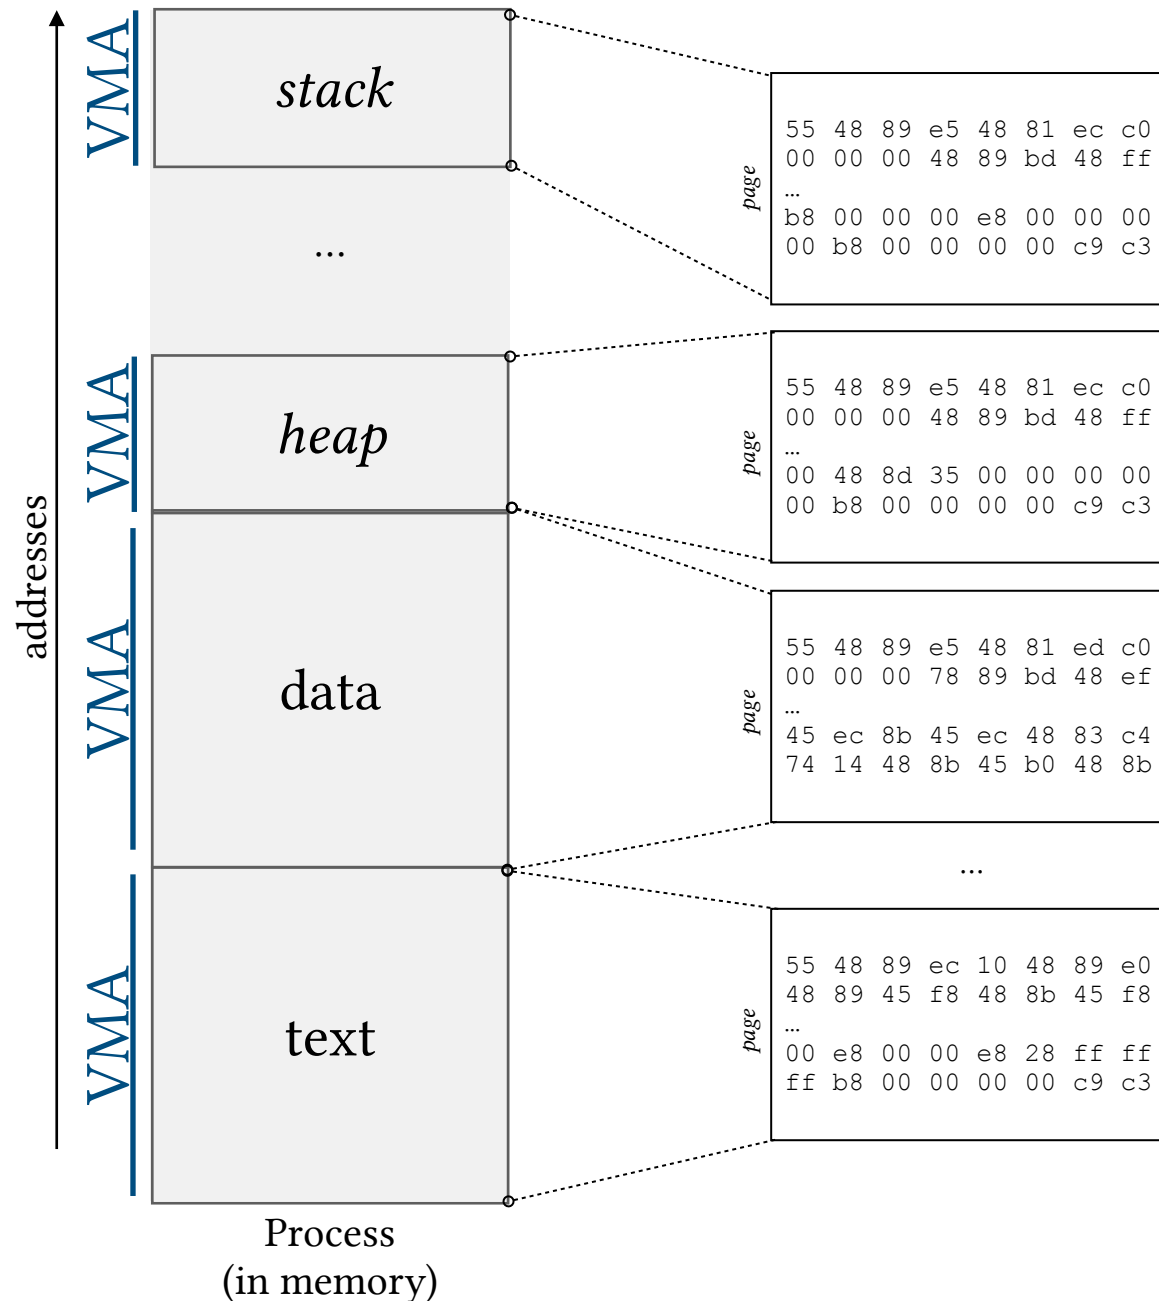 VMA
stack
page
55 48 89 e5 48 81 ec c0
00 00 00 48 89 bd 48 ff
...
b8 00 00 00 e8 00 00 00
00 b8 00 00 00 00 c9 c3
...
VMA
heap
page
55 48 89 e5 48 81 ec c0
00 00 00 48 89 bd 48 ff
...
00 48 8d 35 00 00 00 00
00 b8 00 00 00 00 c9 c3
addresses
VMA
data
page
55 48 89 e5 48 81 ed c0
00 00 00 78 89 bd 48 ef
...
45 ec 8b 45 ec 48 83 c4
74 14 48 8b 45 b0 48 8b
...
VMA
text
page
55 48 89 ec 10 48 89 e0
48 89 45 f8 48 8b 45 f8
...
00 e8 00 00 e8 28 ff ff
ff b8 00 00 00 00 c9 c3
Process
(in memory)